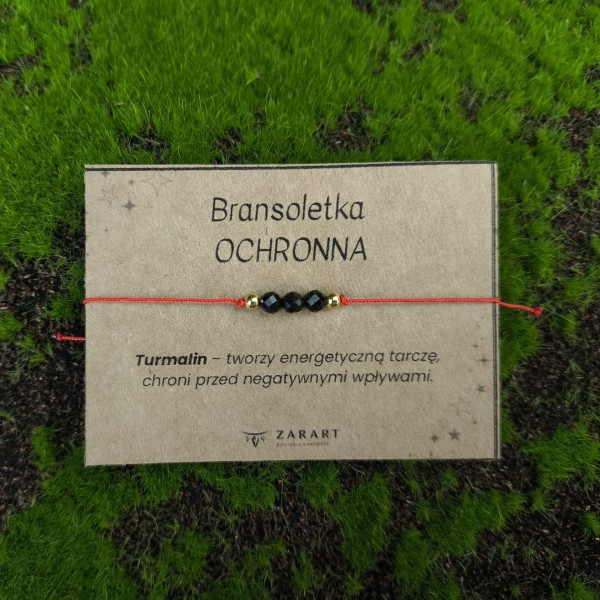 Bransoletka
OCHRONNA
Turmalin – tworzy energetyczną tarczę,
chroni przed negatywnymi wpływami.
ZARART